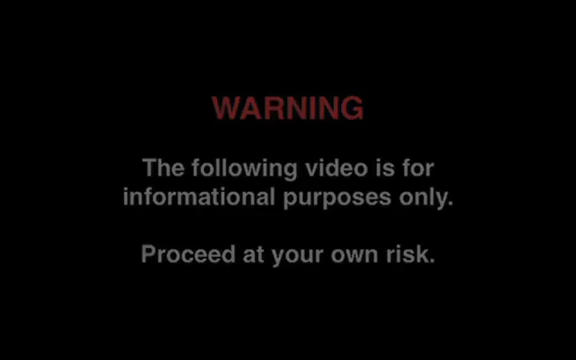 WARNING
The following video is for
informational purposes only.
Proceed at your own risk.